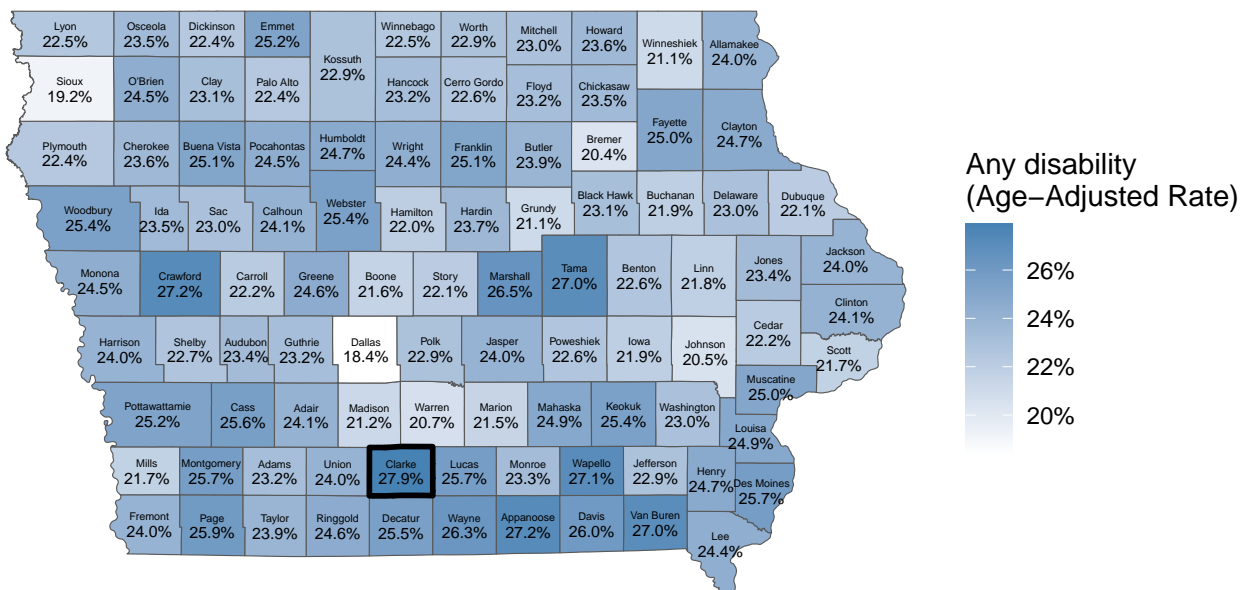 Lyon
22.5%
Osceola
23.5%
Dickinson
22.4%
Emmet
25.2%
Kossuth
22.9%
Winnebago
22.5%
Worth
22.9%
Mitchell
23.0%
Howard
23.6%
Winneshiek
21.1%
Allamakee
24.0%
Sioux
19.2%
O'Brien
24.5%
Clay
23.1%
Palo Alto
22.4%
Hancock
23.2%
Cerro Gordo
22.6%
Floyd
23.2%
Chickasaw
23.5%
Fayette
25.0%
Clayton
24.7%
Plymouth
22.4%
Cherokee
23.6%
Buena Vista
25.1%
Pocahontas
24.5%
Humboldt
24.7%
Wright
24.4%
Franklin
25.1%
Butler
23.9%
Bremer
20.4%
Woodbury
25.4%
Ida
23.5%
Sac
23.0%
Calhoun
24.1%
Webster
25.4%
Hamilton
22.0%
Hardin
23.7%
Grundy
21.1%
Black Hawk
23.1%
Buchanan
21.9%
Delaware
23.0%
Dubuque
22.1%
Monona
24.5%
Crawford
27.2%
Carroll
22.2%
Greene
24.6%
Boone
21.6%
Story
22.1%
Marshall
26.5%
Tama
27.0%
Benton
22.6%
Linn
21.8%
Jones
23.4%
Jackson
24.0%
Clinton
24.1%
Harrison
24.0%
Shelby
22.7%
Audubon
23.4%
Guthrie
23.2%
Dallas
18.4%
Polk
22.9%
Jasper
24.0%
Poweshiek
22.6%
Iowa
21.9%
Johnson
20.5%
Cedar
22.2%
Scott
21.7%
Muscatine
25.0%
Pottawattamie
25.2%
Cass
25.6%
Adair
24.1%
Madison
21.2%
Warren
20.7%
Marion
21.5%
Mahaska
24.9%
Keokuk
25.4%
Washington
23.0%
Louisa
24.9%
Mills
21.7%
Montgomery
25.7%
Adams
23.2%
Union
24.0%
Clarke
27.9%
Lucas
25.7%
Monroe
23.3%
Wapello
27.1%
Jefferson
22.9%
Henry
24.7%
Des Moines
25.7%
Fremont
24.0%
Page
25.9%
Taylor
23.9%
Ringgold
24.6%
Decatur
25.5%
Wayne
26.3%
Appanoose
27.2%
Davis
26.0%
Van Buren
27.0%
Lee
24.4%
Any disability
(Age−Adjusted Rate)
26%
24%
22%
20%